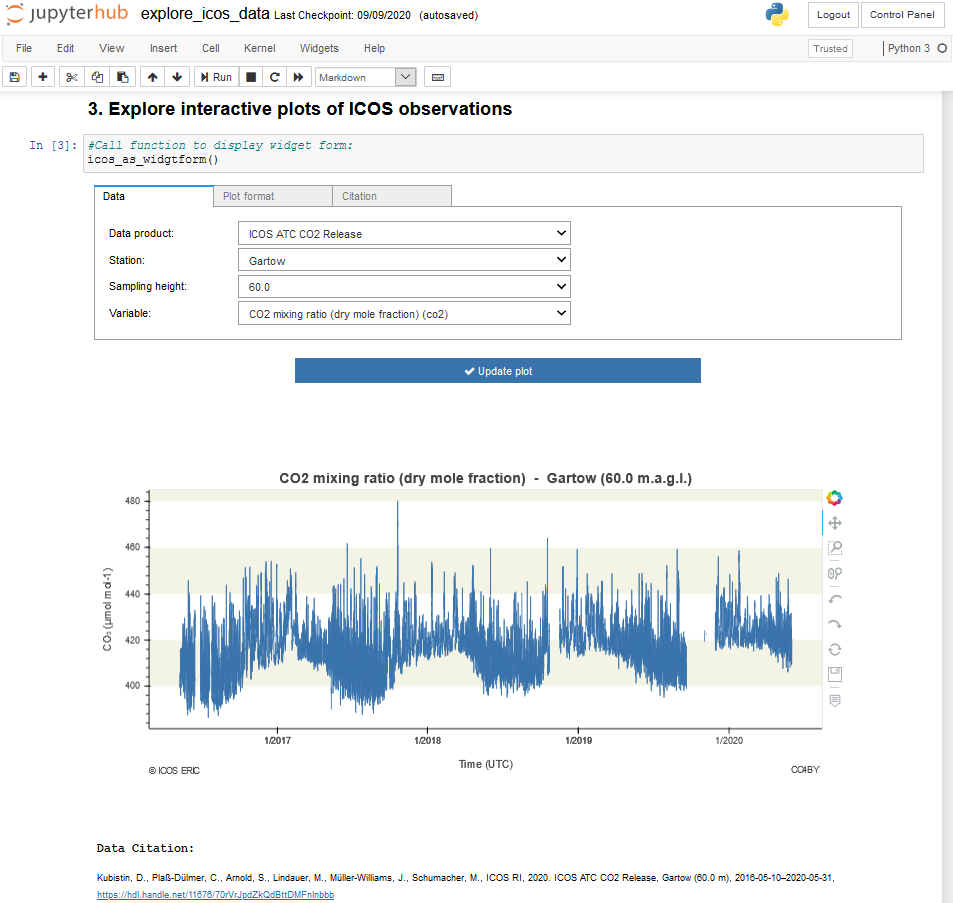 jupyterhub explore_icos_data Last Checkpoint: 09/09/2020 (autosaved) Logout Control Panel
File Edit View Insert Cell Kernel Widgets Help Trusted Python 3
Run Markdown
3. Explore interactive plots of ICOS observations
In [3]: #Call function to display widget form:
icos_as_widgtform()
Data Plot format Citation
Data product: ICOS ATC CO2 Release
Station: Gartow
Sampling height: 60.0
Variable: CO2 mixing ratio (dry mole fraction) (co2)
Update plot
CO2 mixing ratio (dry mole fraction) - Gartow (60.0 m.a.g.l.)
480
460
440
420
400
CO₂ (µmol mol-1)
1/2017 1/2018 1/2019 1/2020
Time (UTC)
© ICOS ERIC CC4BY
Data Citation:
Kubistin, D., Plaß-Dülmer, C., Arnold, S., Lindauer, M., Müller-Williams, J., Schumacher, M., ICOS RI, 2020. ICOS ATC CO2 Release, Gartow (60.0 m), 2016-05-10–2020-05-31,
https://hdl.handle.net/11676/70rVrJpdZkQdBttDMFnlnbbb